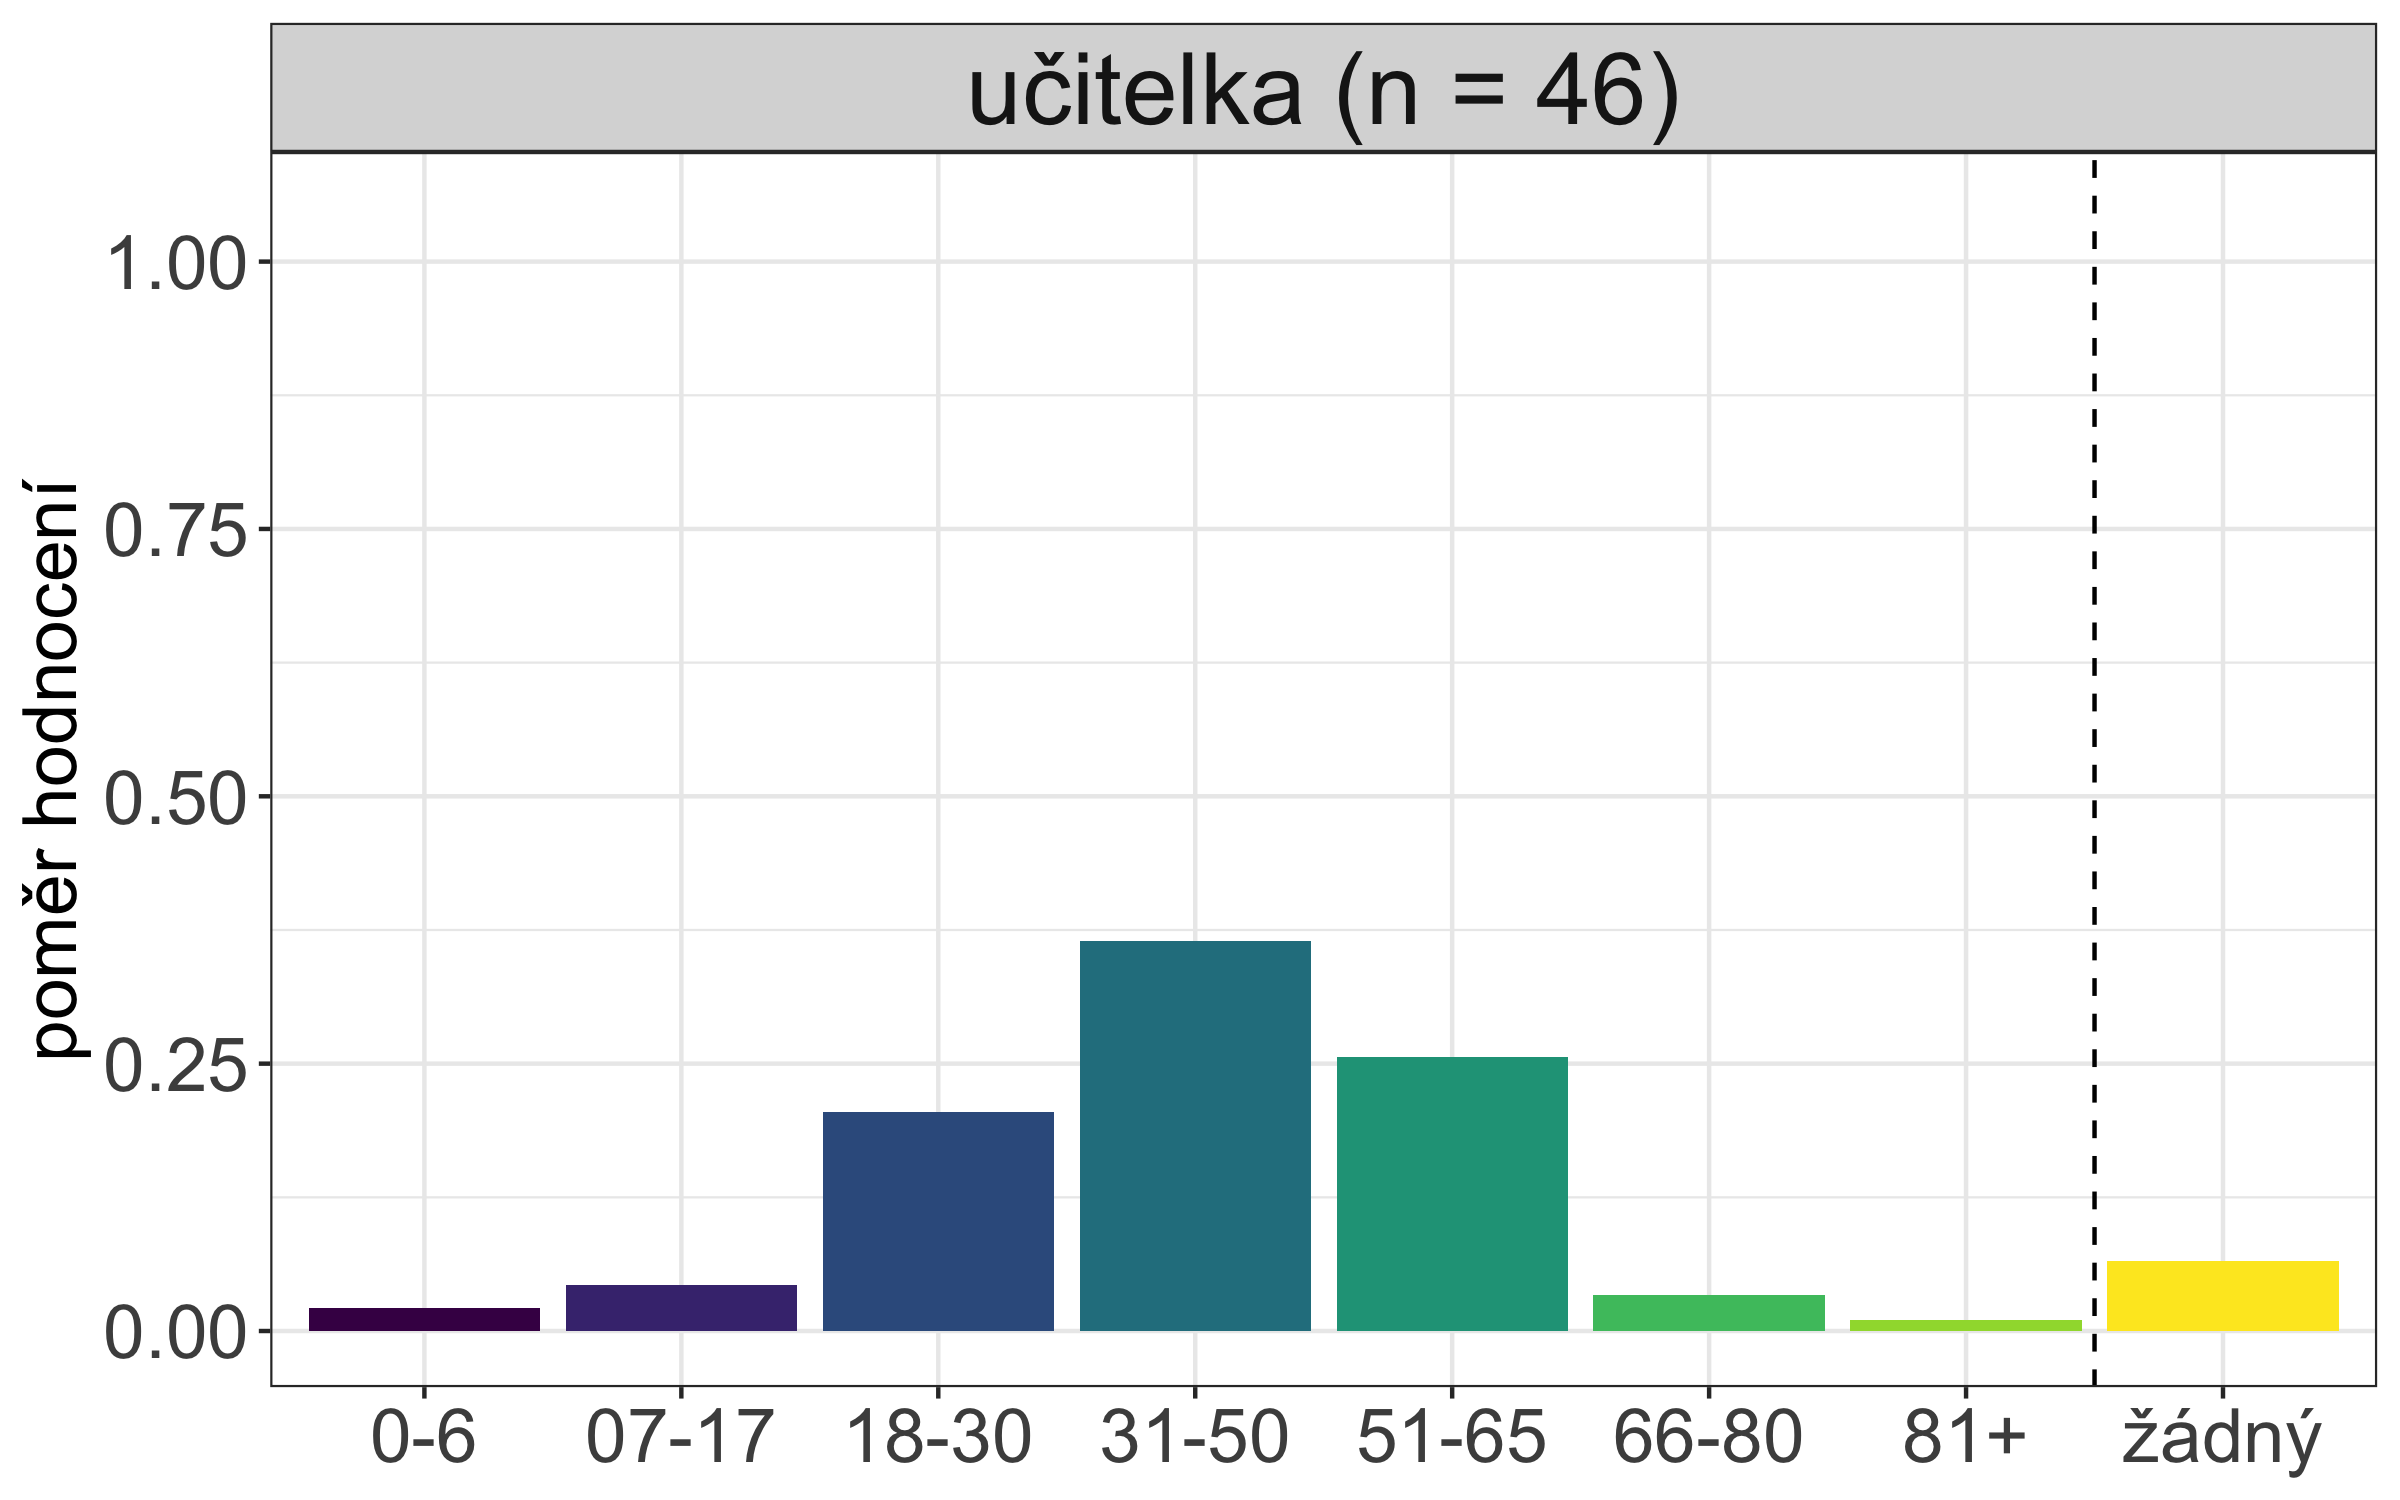 učitelka (n = 46)
poměr hodnocení
1.00
0.75
0.50
0.25
0.00
0-6 07-17 18-30 31-50 51-65 66-80 81+ žádný